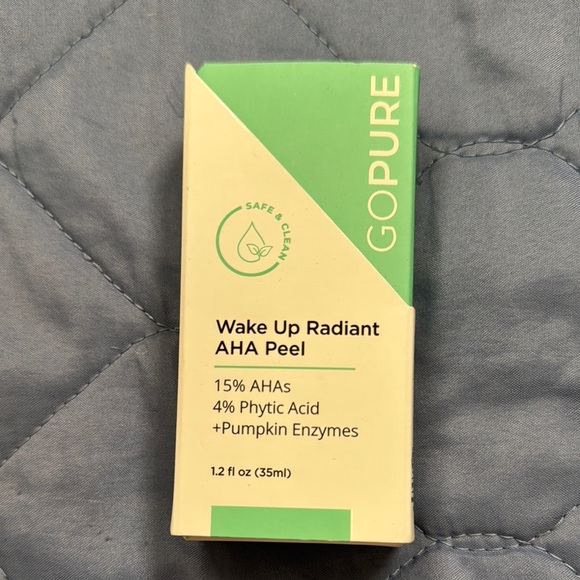 GOPURE
SAFE & CLEAN
Wake Up Radiant
AHA Peel
15% AHAs
4% Phytic Acid
+Pumpkin Enzymes
1.2 fl oz (35ml)